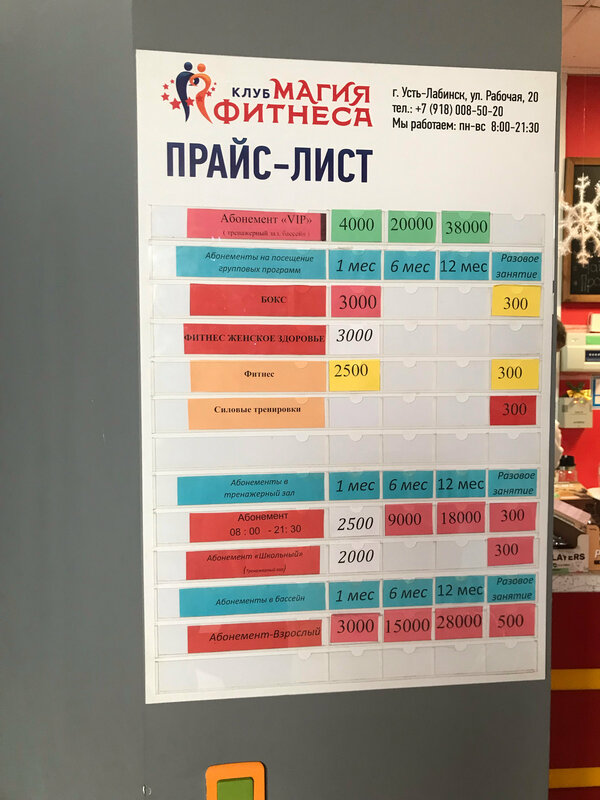 КЛУБ МАГИЯ
ФИТНЕСА
г. Усть-Лабинск, ул. Рабочая, 20
тел.: +7 (918) 008-50-20
Мы работаем: пн-вс 8:00-21:30
ПРАЙС-ЛИСТ
Абонемент «VIP» 4000 20000 38000
( тренажерный зал, бассейн)
Абонементы на посещение групповых программ 1 мес 6 мес 12 мес Разовое занятие
БОКС 3000 300
ФИТНЕС ЖЕНСКОЕ ЗДОРОВЬЕ 3000
Фитнес 2500 300
Силовые тренировки 300
Абонементы в тренажерный зал 1 мес 6 мес 12 мес Разовое занятие
Абонемент 08 : 00 - 21: 30 2500 9000 18000 300
Абонемент «Школьный» 2000 300
(Тренажерный зал)
Абонементы в бассейн 1 мес 6 мес 12 мес Разовое занятие
Абонемент-Взрослый 3000 15000 28000 500